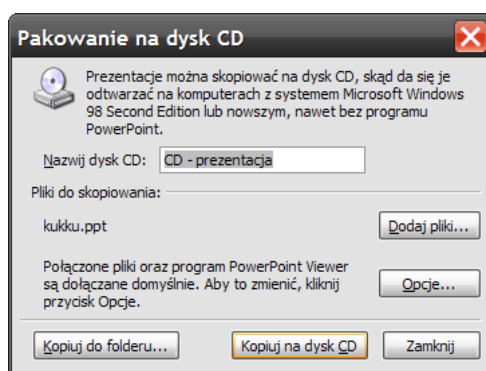 Pakowanie na dysk CD
Prezentacje można skopiować na dysk CD, skąd da się je
odtwarzać na komputerach z systemem Microsoft Windows
98 Second Edition lub nowszym, nawet bez programu
PowerPoint.
Nazwij dysk CD: CD - prezentacja
Pliki do skopiowania:
kukku.ppt Dodaj pliki...
Połączone pliki oraz program PowerPoint Viewer
są dołączane domyślnie. Aby to zmienić, kliknij
przycisk Opcje.
Opcje...
Kopiuj do folderu... Kopiuj na dysk CD Zamknij